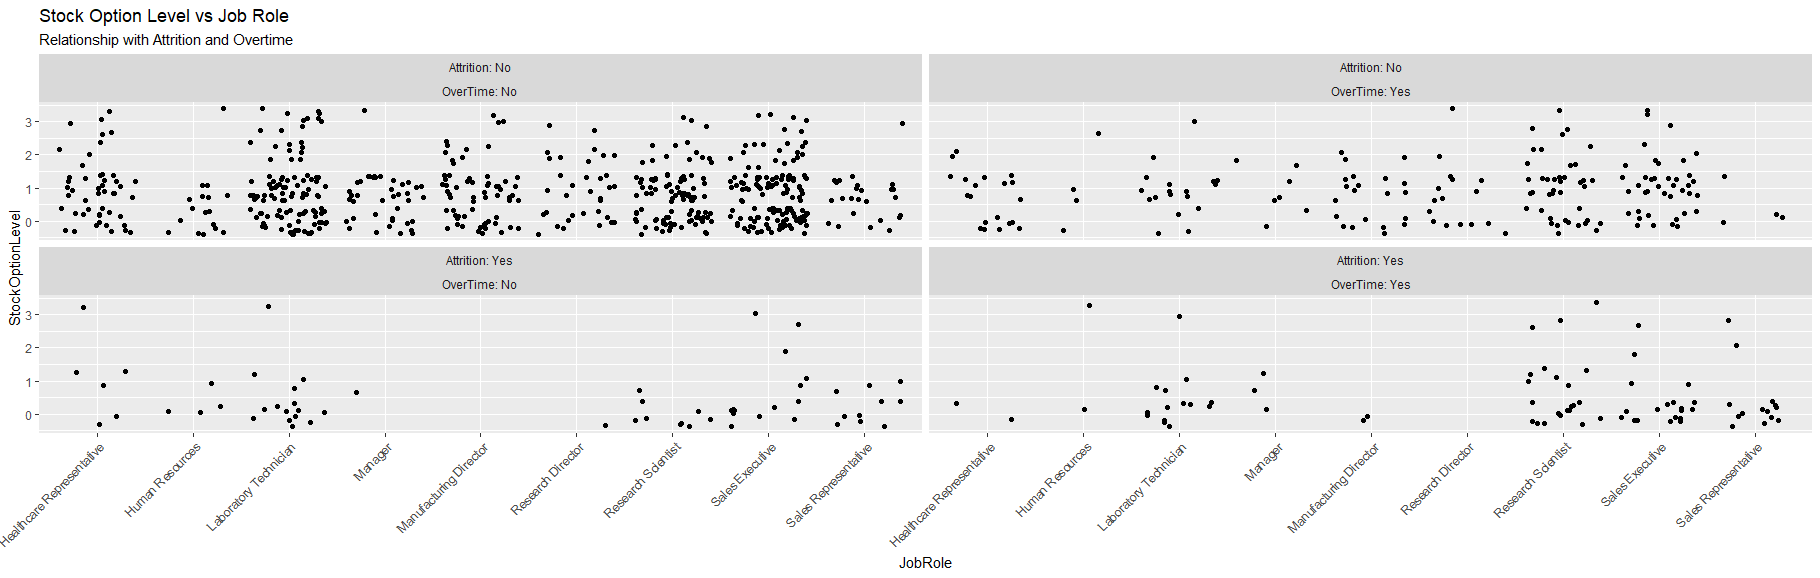 Stock Option Level vs Job Role
Relationship with Attrition and Overtime
Attrition: No
OverTime: No
Attrition: No
OverTime: Yes
3
2
1
0
Attrition: Yes
OverTime: No
Attrition: Yes
OverTime: Yes
3
2
1
0
StockOptionLevel
Healthcare Representative
Human Resources
Laboratory Technician
Manager
Manufacturing Director
Research Director
Research Scientist
Sales Executive
Sales Representative
Healthcare Representative
Human Resources
Laboratory Technician
Manager
Manufacturing Director
Research Director
Research Scientist
Sales Executive
Sales Representative
JobRole